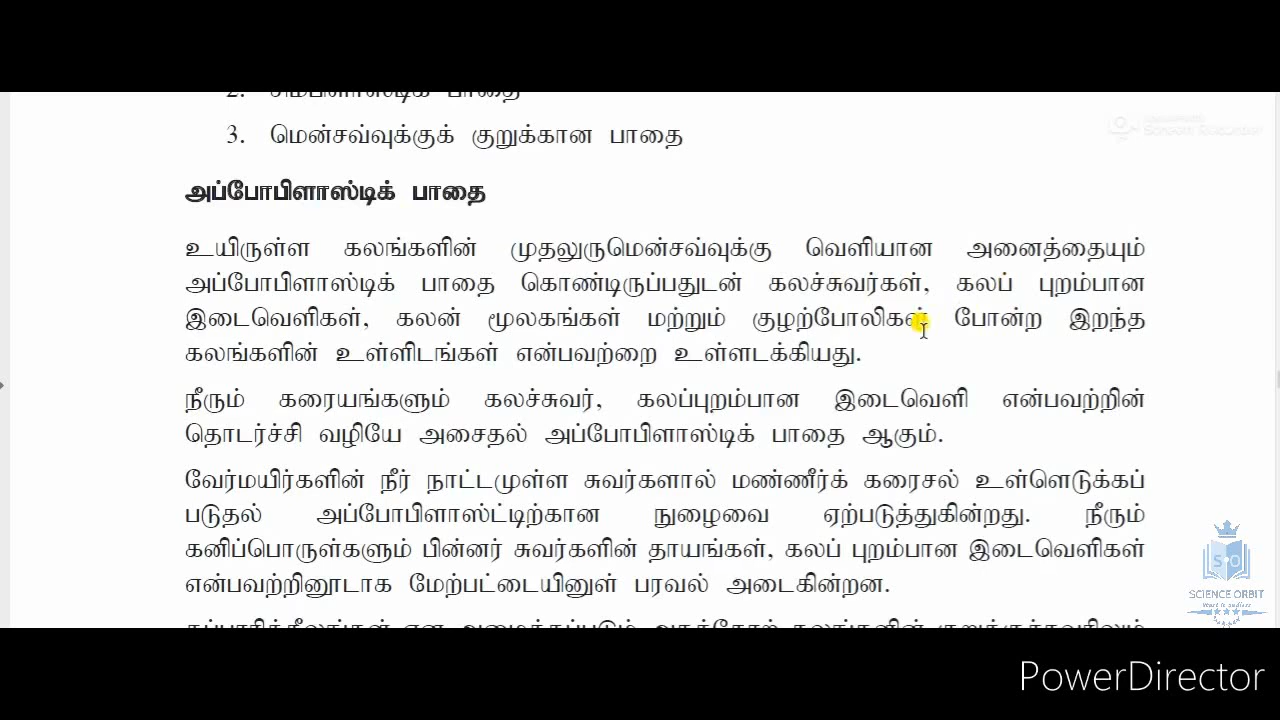 2. சிம்பிளாஸ்டிக் பாதை
3. மென்சவ்வுக்குக் குறுக்கான பாதை
அப்போபிளாஸ்டிக் பாதை
உயிருள்ள கலங்களின் முதலுருமென்சவ்வுக்கு வெளியான அனைத்தையும்
அப்போபிளாஸ்டிக் பாதை கொண்டிருப்பதுடன் கலச்சுவர்கள், கலப் புறம்பான
இடைவெளிகள், கலன் மூலகங்கள் மற்றும் குழற்போலிகள் போன்ற இறந்த
கலங்களின் உள்ளிடங்கள் என்பவற்றை உள்ளடக்கியது.
நீரும் கரையங்களும் கலச்சுவர், கலப்புறம்பான இடைவெளி என்பவற்றின்
தொடர்ச்சி வழியே அசைதல் அப்போபிளாஸ்டிக் பாதை ஆகும்.
வேர்மயிர்களின் நீர் நாட்டமுள்ள சுவர்களால் மண்ணீர்க் கரைசல் உள்ளெடுக்கப்
படுதல் அப்போபிளாஸ்ட்டிற்கான நுழைவை ஏற்படுத்துகின்றது. நீரும்
கனிப்பொருள்களும் பின்னர் சுவர்களின் தாயங்கள், கலப் புறம்பான இடைவெளிகள்
என்பவற்றினூடாக மேற்பட்டையினுள் பரவல் அடைகின்றன.
Screen Recorder
SO
SCIENCE ORBIT
PowerDirector